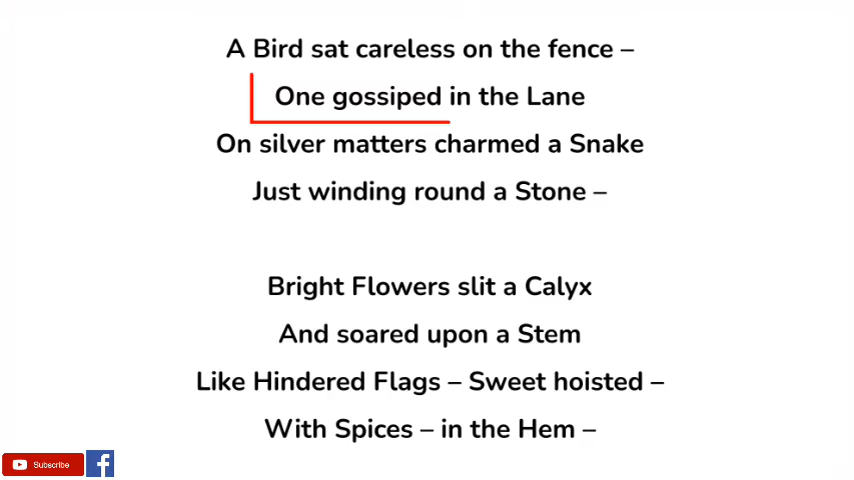 A Bird sat careless on the fence –
One gossiped in the Lane
On silver matters charmed a Snake
Just winding round a Stone –
Bright Flowers slit a Calyx
And soared upon a Stem
Like Hindered Flags – Sweet hoisted –
With Spices – in the Hem –
Subscribe
f